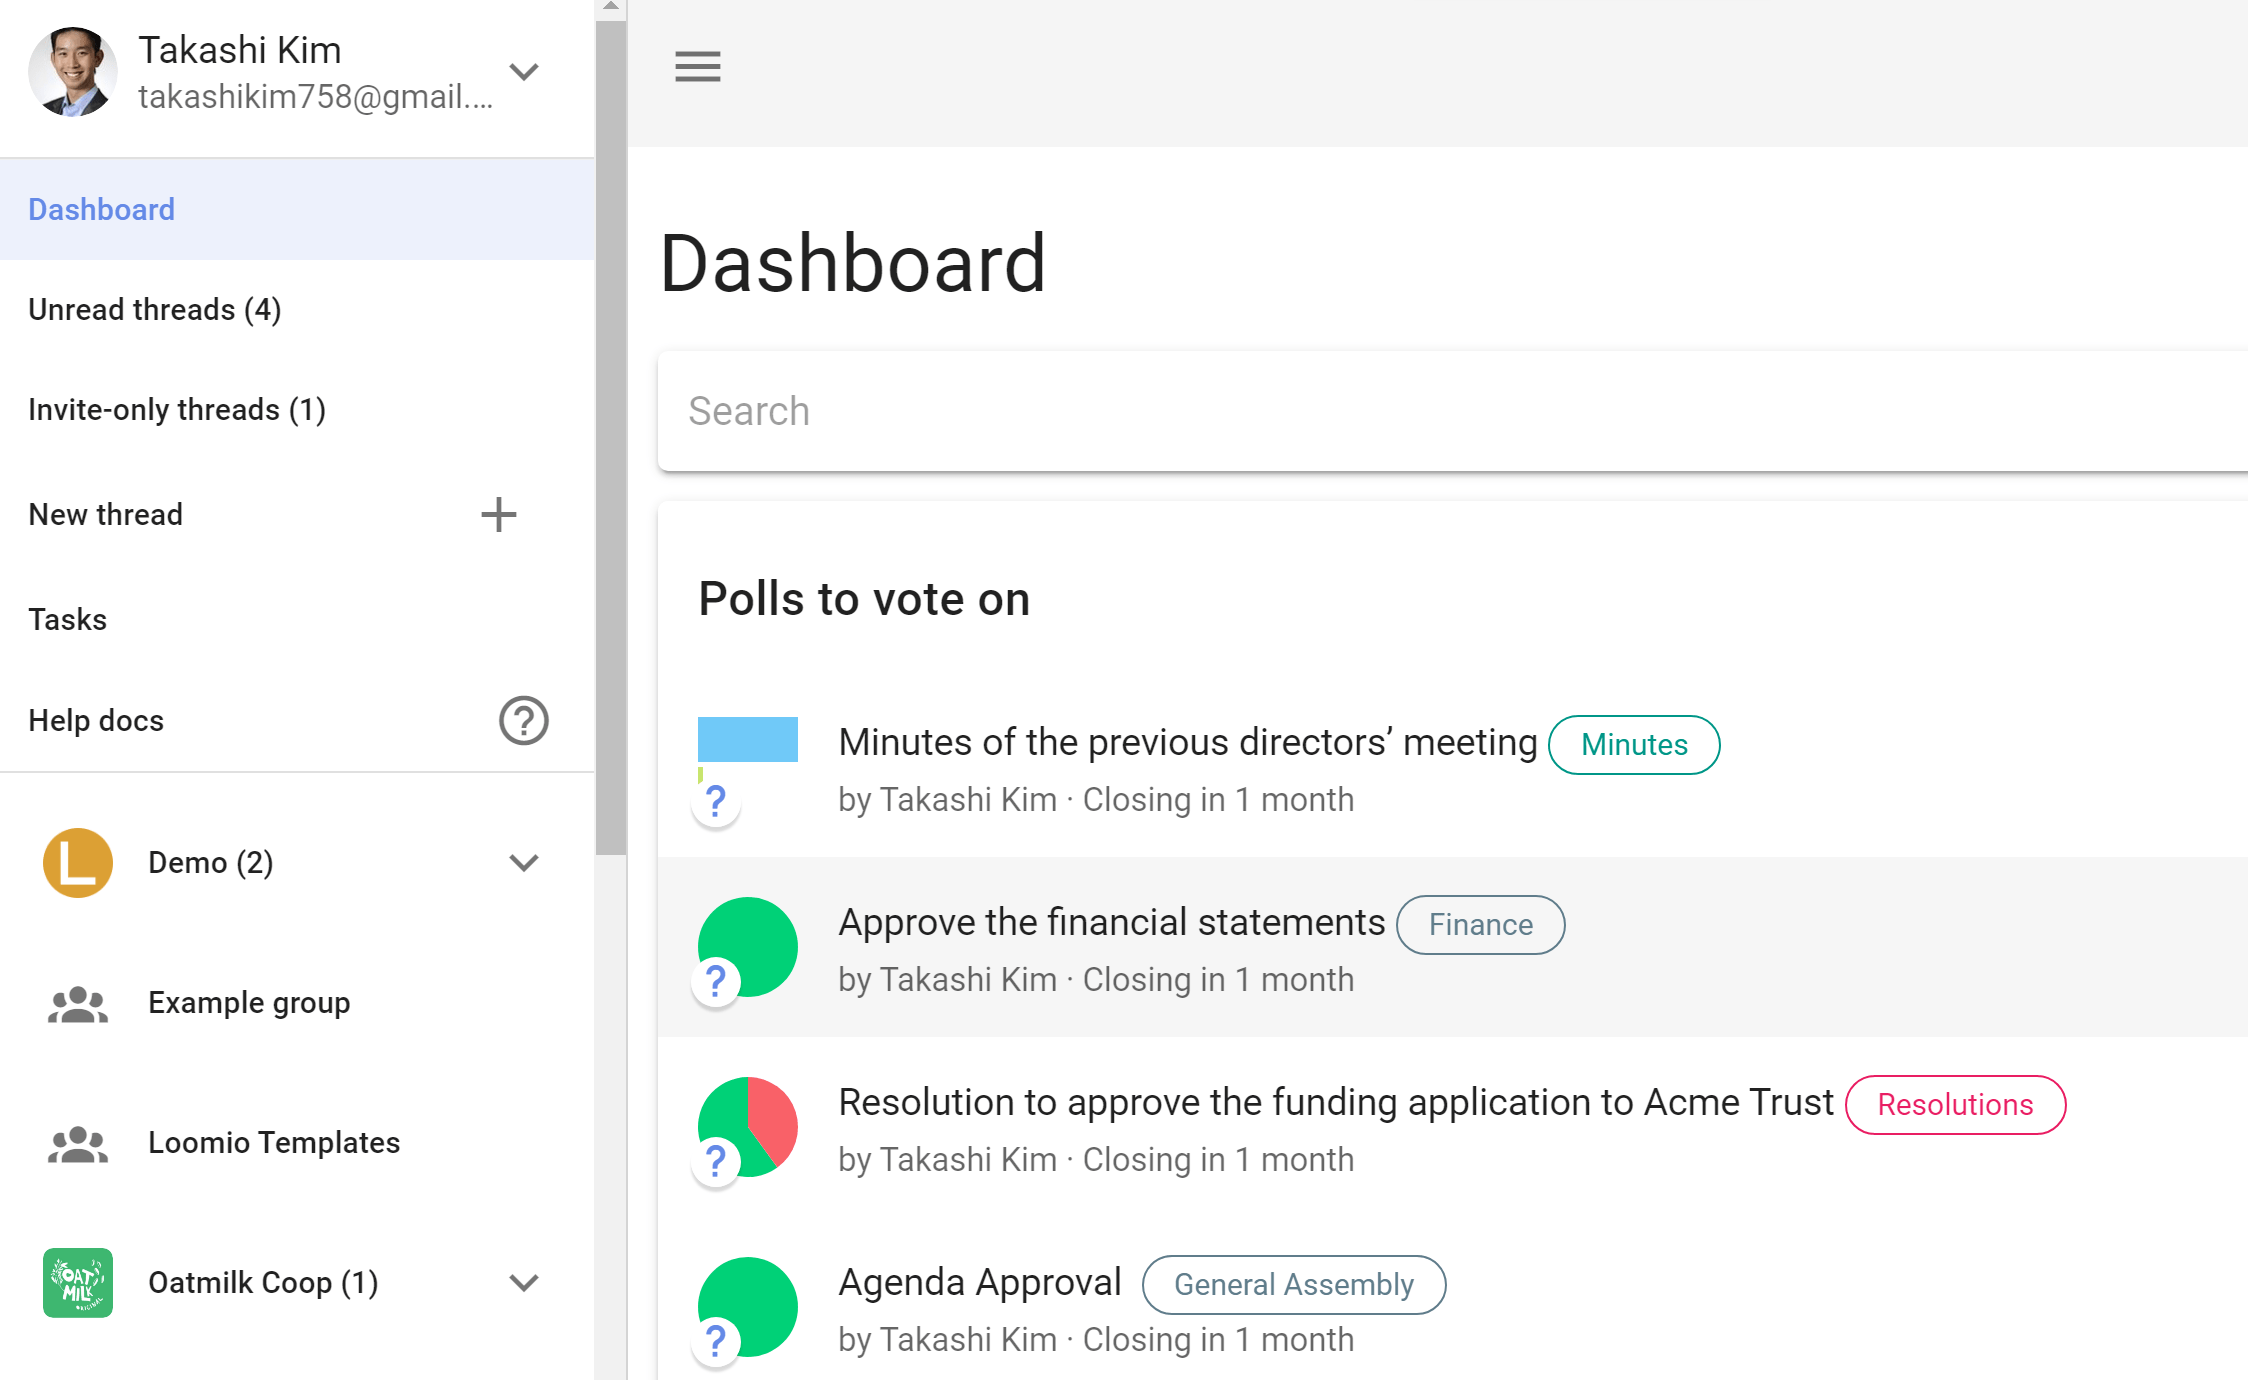 Takashi Kim
takashikim758@gmail....
Dashboard
Unread threads (4)
Invite-only threads (1)
New thread
Tasks
Help docs
?
L
Demo (2)
Example group
Loomio Templates
OAT
MILK
ORIGINAL
Oatmilk Coop (1)
Dashboard
Search
Polls to vote on
Minutes of the previous directors’ meeting Minutes
? by Takashi Kim · Closing in 1 month
Approve the financial statements Finance
? by Takashi Kim · Closing in 1 month
Resolution to approve the funding application to Acme Trust Resolutions
? by Takashi Kim · Closing in 1 month
Agenda Approval General Assembly
? by Takashi Kim · Closing in 1 month